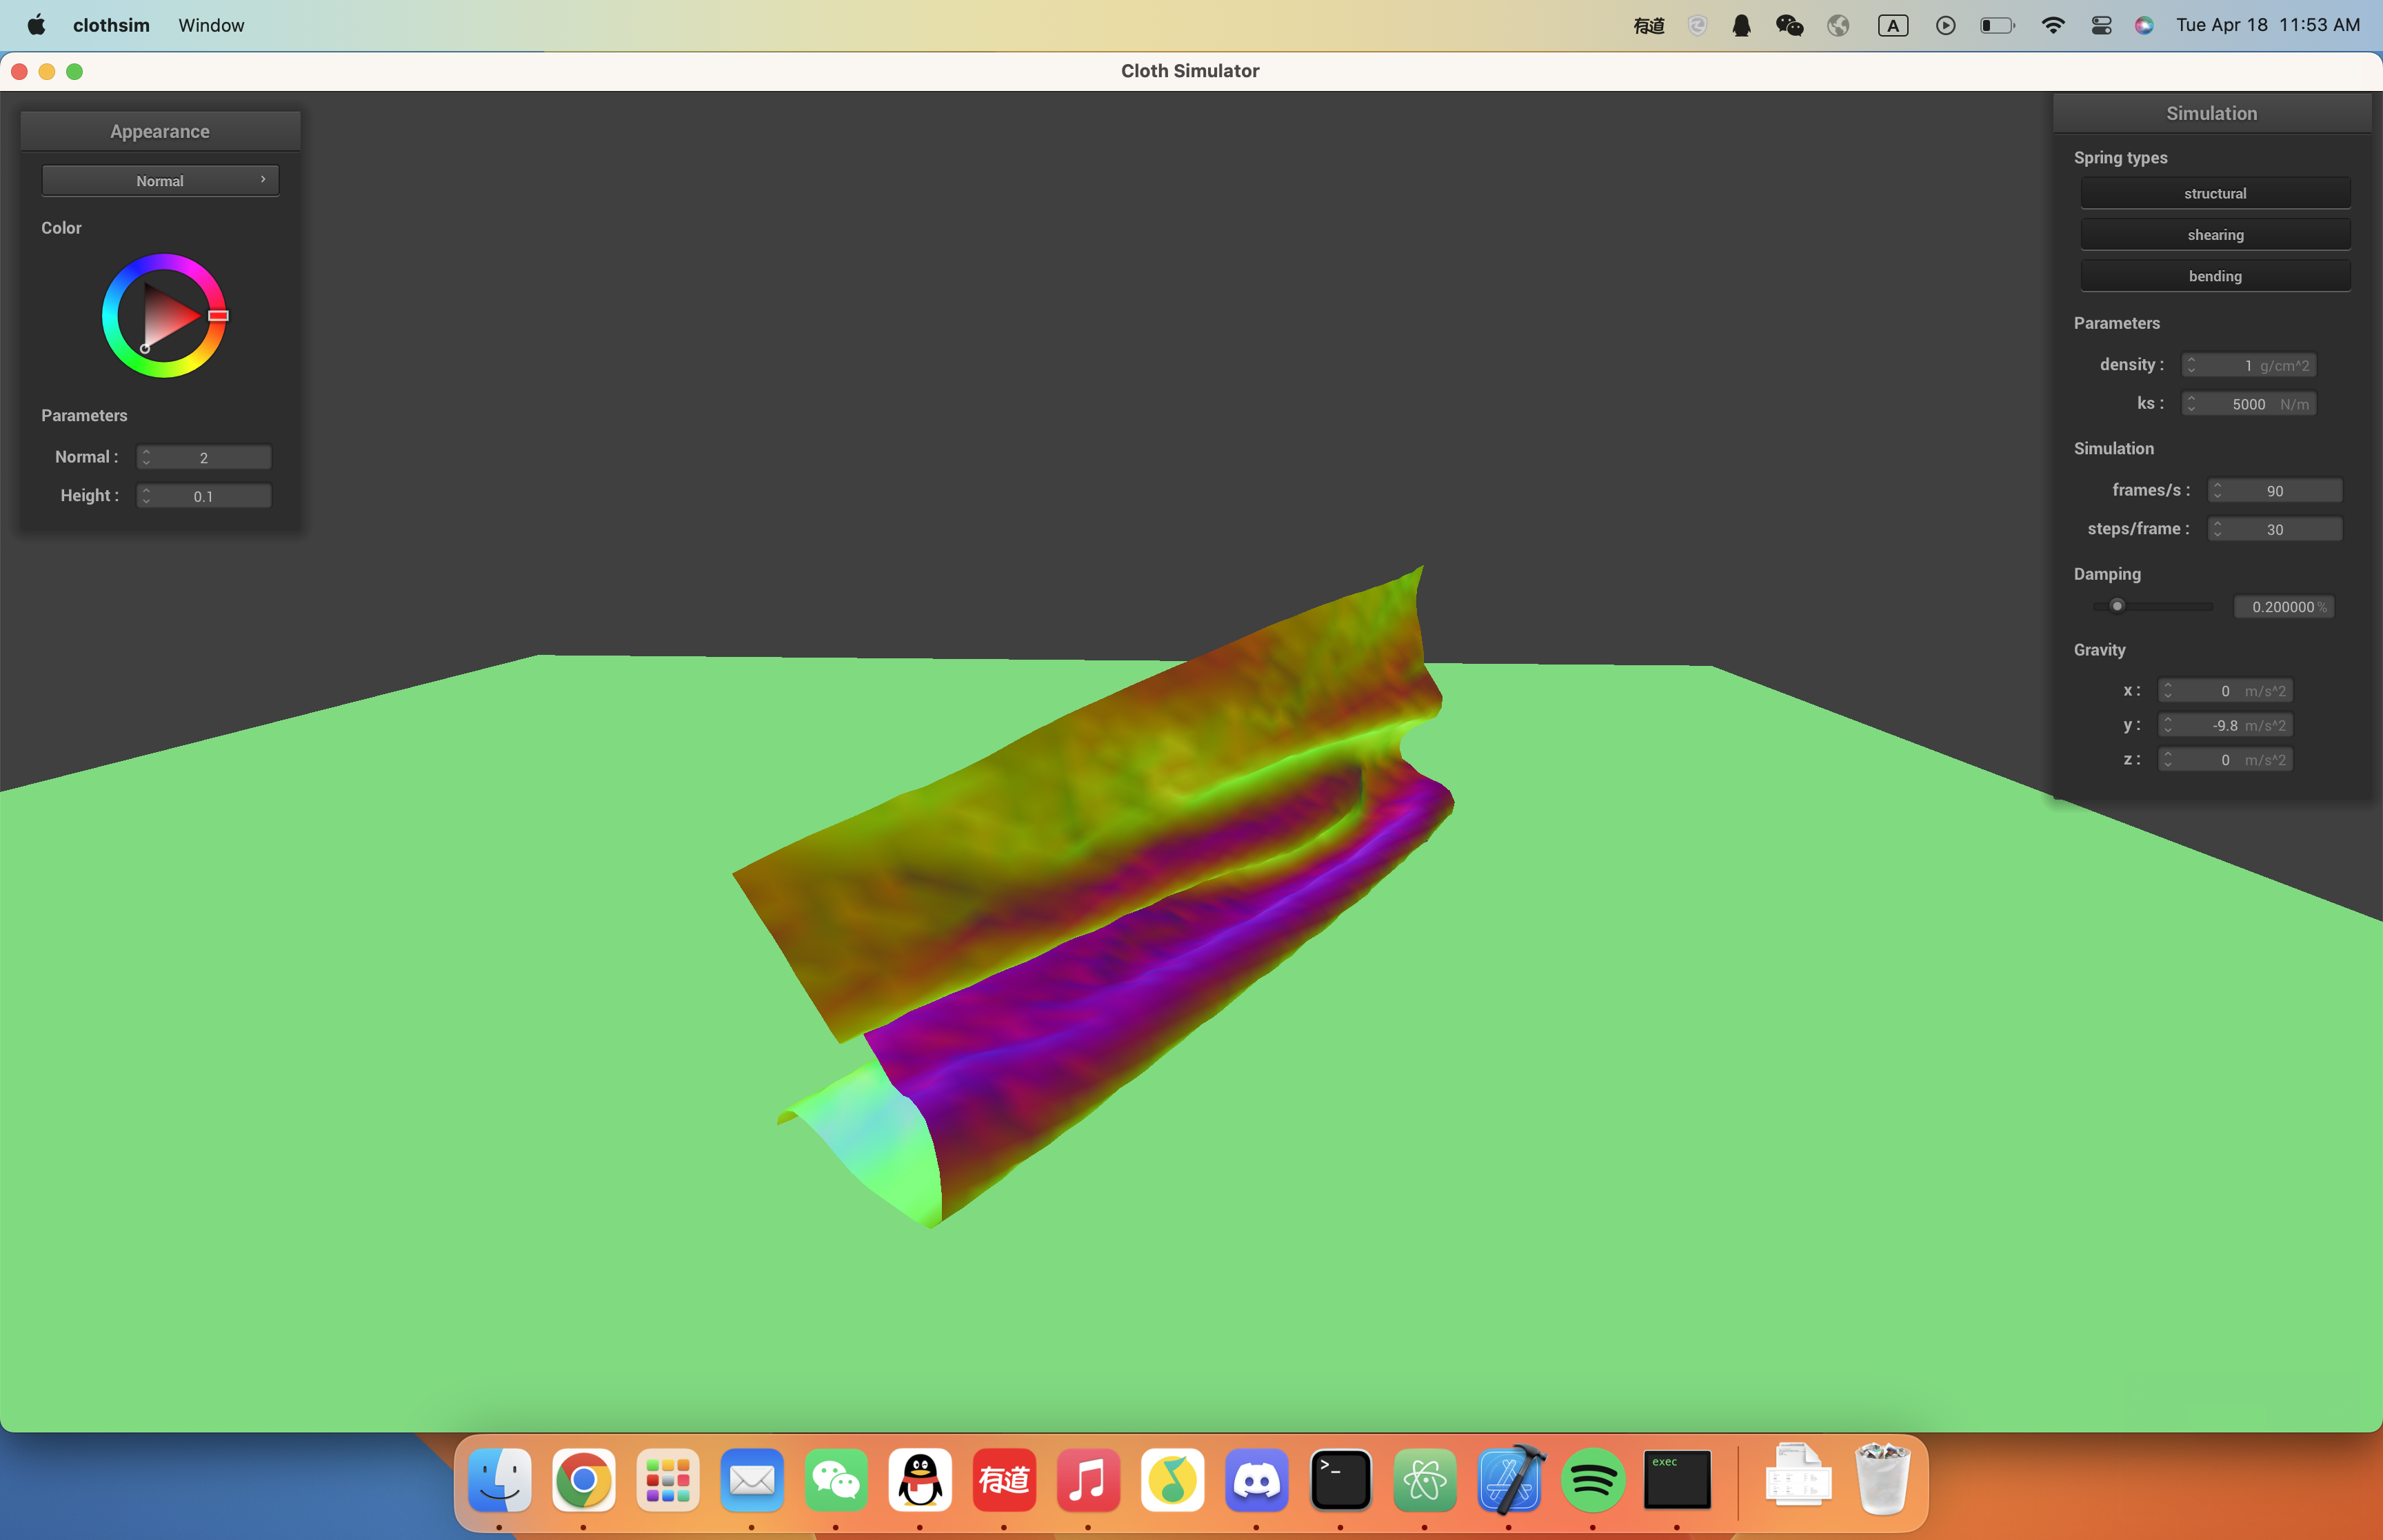 clothsim Window 有道 A Tue Apr 18 11:53 AM
Cloth Simulator
Appearance
Normal
Color
Parameters
Normal : 2
Height : 0.1
Simulation
Spring types
structural
shearing
bending
Parameters
density : 1 g/cm^2
ks : 5000 N/m
Simulation
frames/s : 90
steps/frame : 30
Damping
0.200000 %
Gravity
x : 0 m/s^2
y : -9.8 m/s^2
z : 0 m/s^2
有道
>_
exec